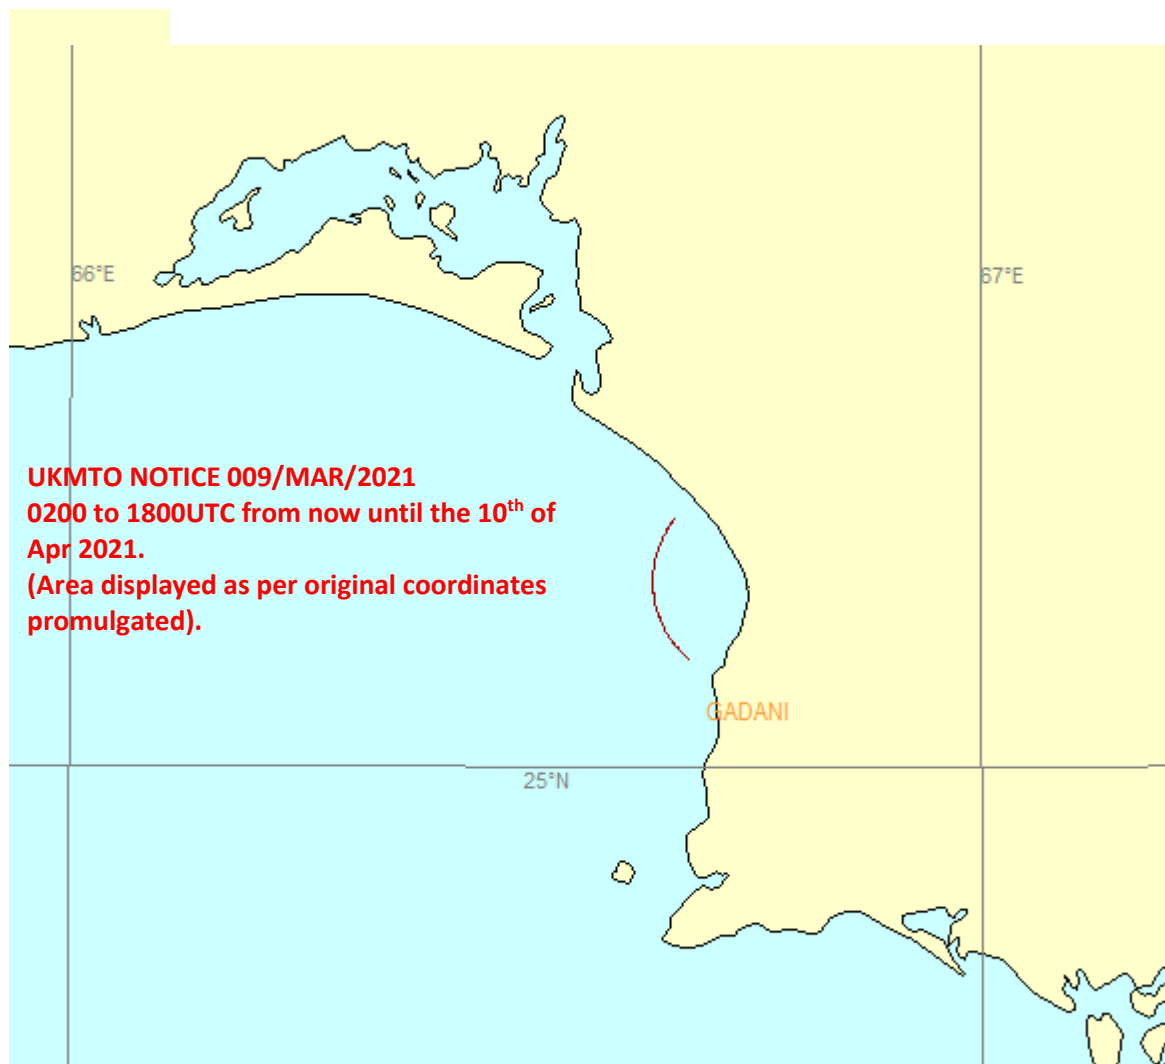 66°E
67°E
UKMTO NOTICE 009/MAR/2021
0200 to 1800UTC from now until the 10th of
Apr 2021.
(Area displayed as per original coordinates
promulgated).
GADANI
25°N